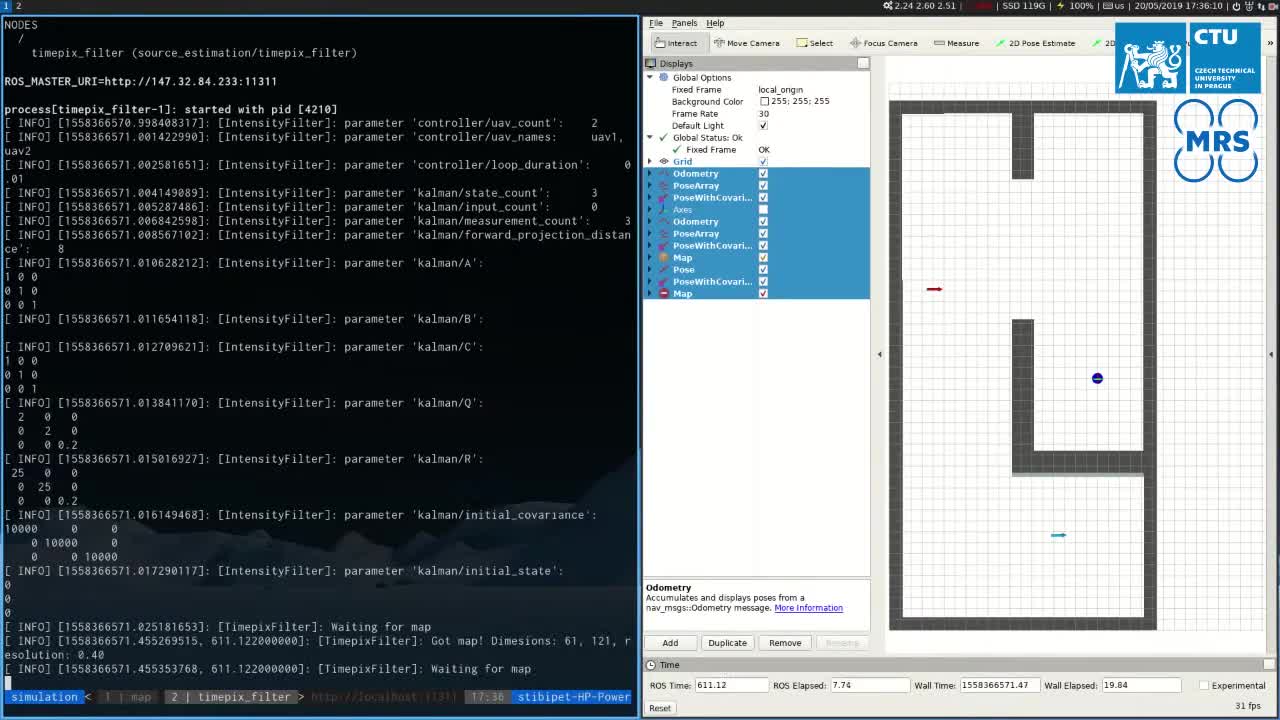 1 2
2.24 2.60 2.51 | | SSD 119G | 100% | us | 20/05/2019 17:36:10 |
NODES
/
timepix_filter (source_estimation/timepix_filter)
ROS_MASTER_URI=http://147.32.84.233:11311
process[timepix_filter-1]: started with pid [4210]
[ INFO] [1558366570.998408317]: [IntensityFilter]: parameter 'controller/uav_count': 2
[ INFO] [1558366571.001422990]: [IntensityFilter]: parameter 'controller/uav_names: uav1,
uav2
[ INFO] [1558366571.002581651]: [IntensityFilter]: parameter 'controller/loop_duration': 0
.01
[ INFO] [1558366571.004149089]: [IntensityFilter]: parameter 'kalman/state_count': 3
[ INFO] [1558366571.005287486]: [IntensityFilter]: parameter 'kalman/input_count': 0
[ INFO] [1558366571.006842598]: [IntensityFilter]: parameter 'kalman/measurement_count': 3
[ INFO] [1558366571.008567102]: [IntensityFilter]: parameter 'kalman/forward_projection_distan
ce': 8
[ INFO] [1558366571.010628212]: [IntensityFilter]: parameter 'kalman/A':
1 0 0
0 1 0
0 0 1
[ INFO] [1558366571.011654118]: [IntensityFilter]: parameter 'kalman/B':
[ INFO] [1558366571.012709621]: [IntensityFilter]: parameter 'kalman/C':
1 0 0
0 1 0
0 0 1
[ INFO] [1558366571.013841170]: [IntensityFilter]: parameter 'kalman/Q':
2 0 0
0 2 0
0 0 0.2
[ INFO] [1558366571.015016927]: [IntensityFilter]: parameter 'kalman/R':
25 0 0
0 25 0
0 0 0.2
[ INFO] [1558366571.016149468]: [IntensityFilter]: parameter 'kalman/initial_covariance':
10000 0 0
0 10000 0
0 0 10000
[ INFO] [1558366571.017290117]: [IntensityFilter]: parameter 'kalman/initial_state':
0
0
0
[ INFO] [1558366571.025181653]: [TimepixFilter]: Waiting for map
[ INFO] [1558366571.455269515, 611.122000000]: [TimepixFilter]: Got map! Dimesions: 61, 121, r
esolution: 0.40
[ INFO] [1558366571.455353768, 611.122000000]: [TimepixFilter]: Waiting for map
simulation < 1 | map 2 | timepix_filter > http://localhost:(131) 17:36 stibipet-HP-Power
File Panels Help
Interact Move Camera Select Focus Camera Measure 2D Pose Estimate 2D »
Displays
Global Options
Fixed Frame local_origin
Background Color 255; 255; 255
Frame Rate 30
Default Light
Global Status: Ok
Fixed Frame OK
Grid
Odometry
PoseArray
PoseWithCovari...
Axes
Odometry
PoseArray
PoseWithCovari...
Map
Pose
PoseWithCovari...
Map
Odometry
Accumulates and displays poses from a
nav_msgs::Odometry message. More Information
Add Duplicate Remove Rename
CTU
CZECH TECHNICAL
UNIVERSITY
IN PRAGUE
MRS
Time
ROS Time: 611.12 ROS Elapsed: 7.74 Wall Time: 1558366571.47 Wall Elapsed: 19.84 Experimental
Reset 31 fps